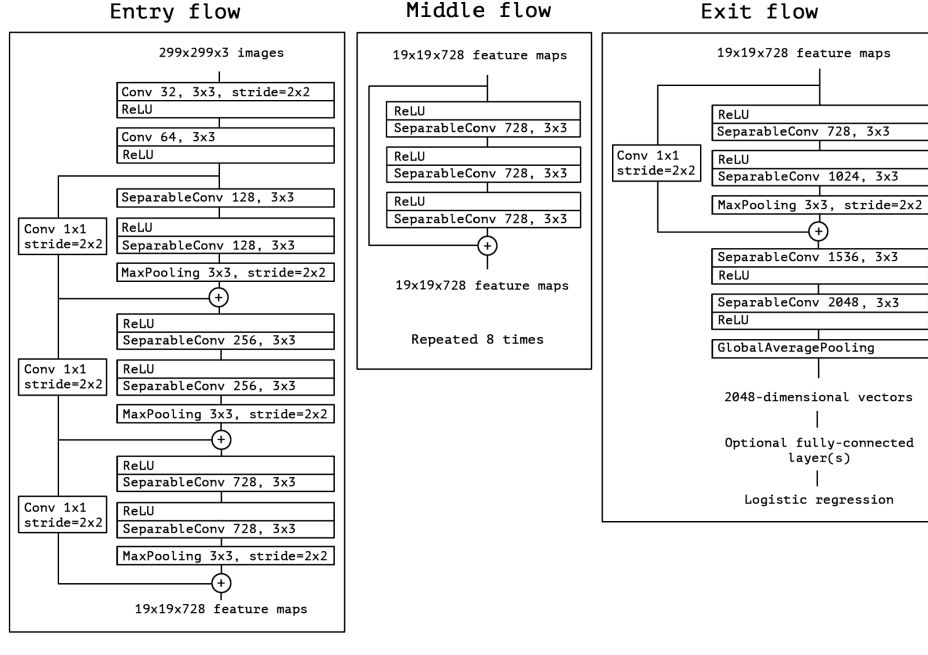 Entry flow
299x299x3 images
Conv 32, 3x3, stride=2x2
ReLU
Conv 64, 3x3
ReLU
SeparableConv 128, 3x3
Conv 1x1
stride=2x2
ReLU
SeparableConv 128, 3x3
MaxPooling 3x3, stride=2x2
+
ReLU
SeparableConv 256, 3x3
Conv 1x1
stride=2x2
ReLU
SeparableConv 256, 3x3
MaxPooling 3x3, stride=2x2
+
ReLU
SeparableConv 728, 3x3
Conv 1x1
stride=2x2
ReLU
SeparableConv 728, 3x3
MaxPooling 3x3, stride=2x2
+
19x19x728 feature maps
Middle flow
19x19x728 feature maps
ReLU
SeparableConv 728, 3x3
ReLU
SeparableConv 728, 3x3
ReLU
SeparableConv 728, 3x3
+
19x19x728 feature maps
Repeated 8 times
Exit flow
19x19x728 feature maps
ReLU
SeparableConv 728, 3x3
Conv 1x1
stride=2x2
ReLU
SeparableConv 1024, 3x3
MaxPooling 3x3, stride=2x2
+
SeparableConv 1536, 3x3
ReLU
SeparableConv 2048, 3x3
ReLU
GlobalAveragePooling
2048-dimensional vectors
Optional fully-connected
layer(s)
Logistic regression